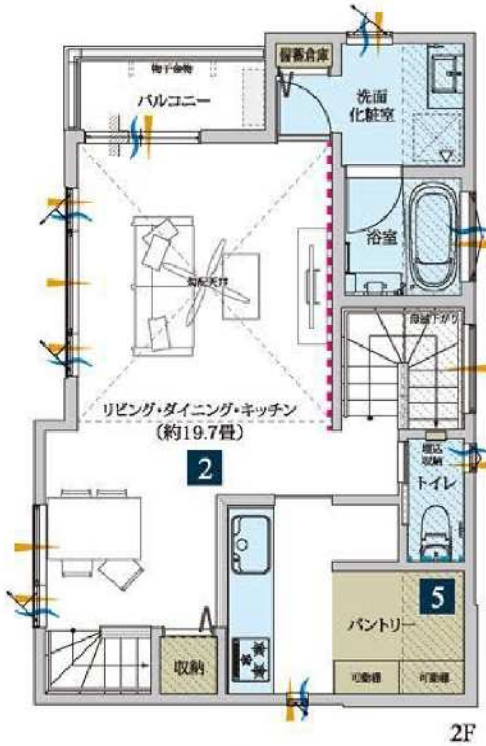 備蓄倉庫
物干金物
バルコニー
洗面
化粧室
浴室
勾配天井
段違下がり
リビング・ダイニング・キッチン
(約19.7畳)
2
埋込
収納
トイレ
5
パントリー
収納
可動棚
可動棚
2F